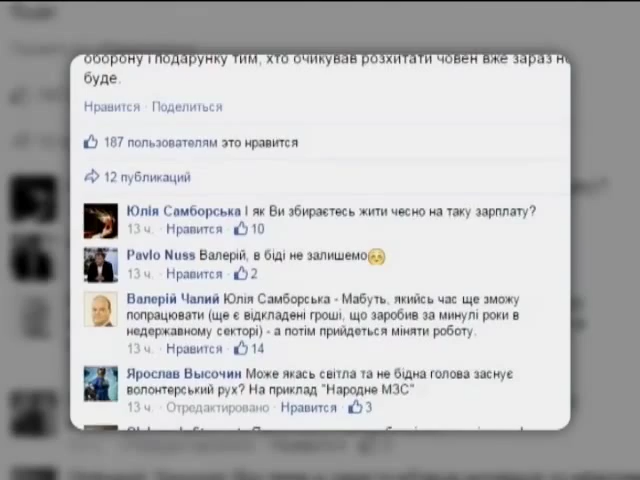 оборону і подарунку тим, хто очикував розхитати човен вже зараз не
буде.
Нравится · Поделиться
187 пользователям это нравится
12 публикаций
Юлія Самборська І як Ви збираєтесь жити чесно на таку зарплату?
13 ч. · Нравится · 10
Pavlo Nuss Валерій, в біді не залишемо
13 ч. · Нравится · 2
Валерій Чалий Юлія Самборська - Мабуть, якийсь час ще зможу
попрацювати (ще є відкладені гроші, що заробив за минулі роки в
недержавному секторі) - а потім прийдеться міняти роботу.
13 ч. · Нравится · 14
Ярослав Высочин Може якась світла та не бідна голова заснує
волонтерський рух? На приклад "Народне МЗС"
13 ч. · Отредактировано · Нравится · 3